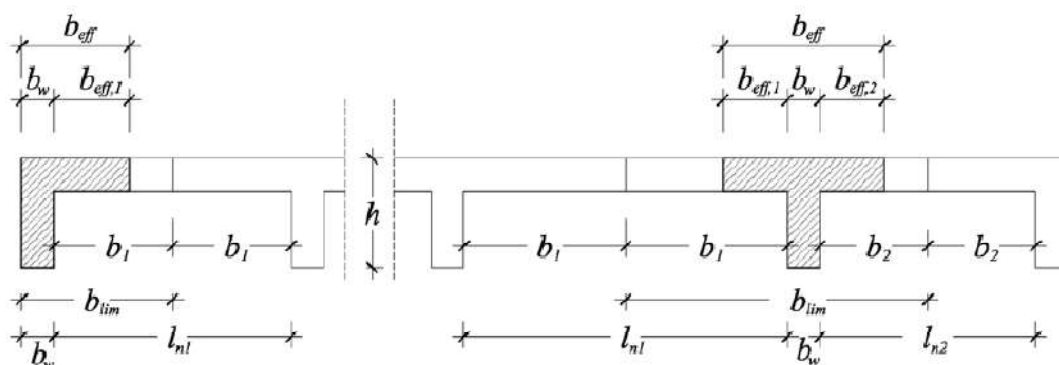 b_eff b_eff
b_w b_eff,1 b_eff,1 b_w b_eff,2
h
b_1 b_1 b_1 b_1 b_2 b_2
b_lim b_lim
b_w l_n1 l_n1 b_w l_n2